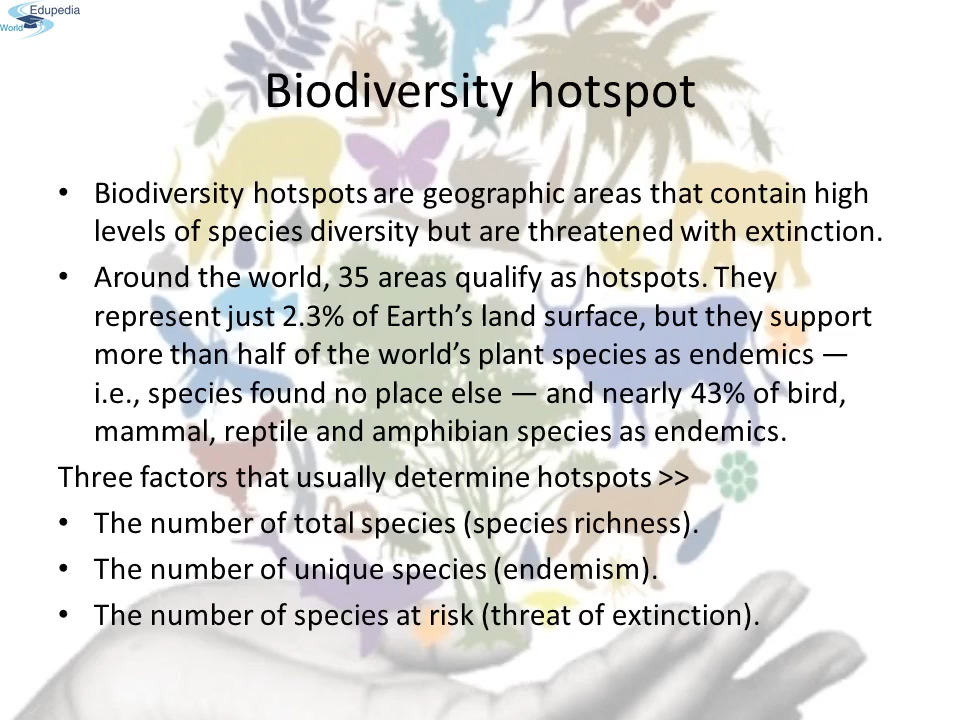 Edupedia
World
Biodiversity hotspot
• Biodiversity hotspots are geographic areas that contain high
levels of species diversity but are threatened with extinction.
• Around the world, 35 areas qualify as hotspots. They
represent just 2.3% of Earth’s land surface, but they support
more than half of the world’s plant species as endemics —
i.e., species found no place else — and nearly 43% of bird,
mammal, reptile and amphibian species as endemics.
Three factors that usually determine hotspots >>
• The number of total species (species richness).
• The number of unique species (endemism).
• The number of species at risk (threat of extinction).